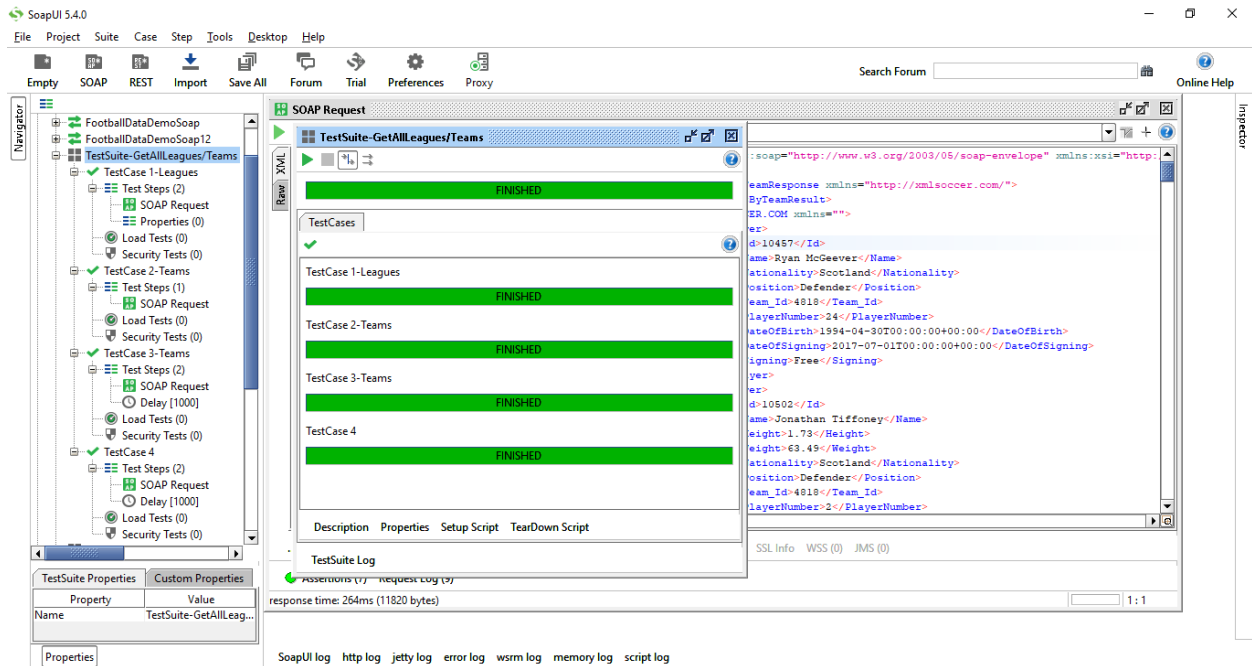 SoapUI 5.4.0
File Project Suite Case Step Tools Desktop Help
Empty SOAP REST Import Save All Forum Trial Preferences Proxy
Search Forum
Online Help
Navigator
FootballDataDemoSoap
FootballDataDemoSoap12
TestSuite-GetAllLeagues/Teams
TestCase 1-Leagues
Test Steps (2)
SOAP Request
Properties (0)
Load Tests (0)
Security Tests (0)
TestCase 2-Teams
Test Steps (1)
SOAP Request
Load Tests (0)
Security Tests (0)
TestCase 3-Teams
Test Steps (2)
SOAP Request
Delay [1000]
Load Tests (0)
Security Tests (0)
TestCase 4
Test Steps (2)
SOAP Request
Delay [1000]
Load Tests (0)
Security Tests (0)
TestSuite Properties Custom Properties
Property Value
Name TestSuite-GetAllLeag...
Properties
SOAP Request
XML
Raw
TestSuite-GetAllLeagues/Teams
FINISHED
TestCases
TestCase 1-Leagues
FINISHED
TestCase 2-Teams
FINISHED
TestCase 3-Teams
FINISHED
TestCase 4
FINISHED
Description Properties Setup Script TearDown Script
TestSuite Log
:soap="http://www.w3.org/2003/05/soap-envelope" xmlns:xsi="http:
eamResponse xmlns="http://xmlsoccer.com/">
ByTeamResult>
ER.COM xmlns="">
er>
d>10457</Id>
ame>Ryan McGeever</Name>
ationality>Scotland</Nationality>
osition>Defender</Position>
eam_Id>4818</Team_Id>
layerNumber>24</PlayerNumber>
ateOfBirth>1994-04-30T00:00:00+00:00</DateOfBirth>
ateOfSigning>2017-07-01T00:00:00+00:00</DateOfSigning>
igning>Free</Signing>
yer>
er>
d>10502</Id>
ame>Jonathan Tiffoney</Name>
eight>1.73</Height>
eight>63.49</Weight>
ationality>Scotland</Nationality>
osition>Defender</Position>
eam_Id>4818</Team_Id>
layerNumber>2</PlayerNumber>
SSL Info WSS (0) JMS (0)
Assertions (7) Request Log (9)
response time: 264ms (11820 bytes)
1 : 1
Inspector
SoapUI log http log jetty log error log wsrm log memory log script log